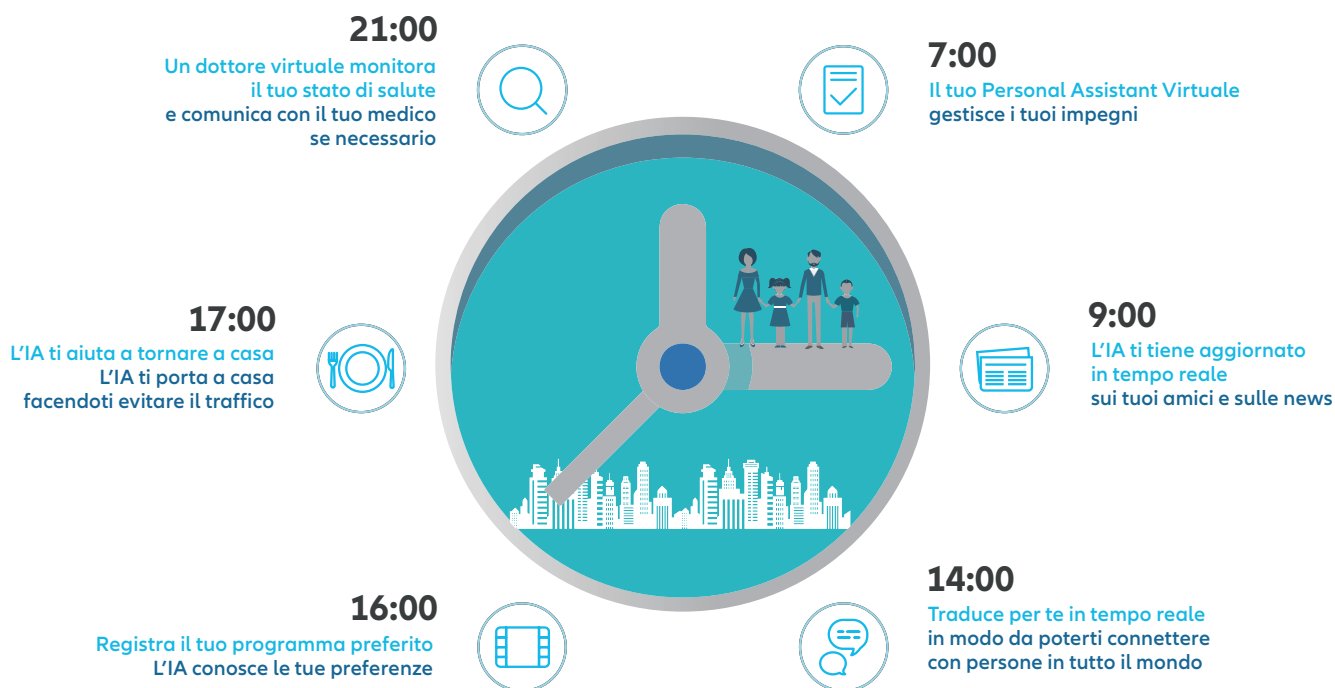 7:00
Il tuo Personal Assistant Virtuale
gestisce i tuoi impegni
9:00
L'IA ti tiene aggiornato
in tempo reale
sui tuoi amici e sulle news
14:00
Traduce per te in tempo reale
in modo da poterti connettere
con persone in tutto il mondo
16:00
Registra il tuo programma preferito
L'IA conosce le tue preferenze
17:00
L'IA ti aiuta a tornare a casa
L'IA ti porta a casa
facendoti evitare il traffico
21:00
Un dottore virtuale monitora
il tuo stato di salute
e comunica con il tuo medico
se necessario